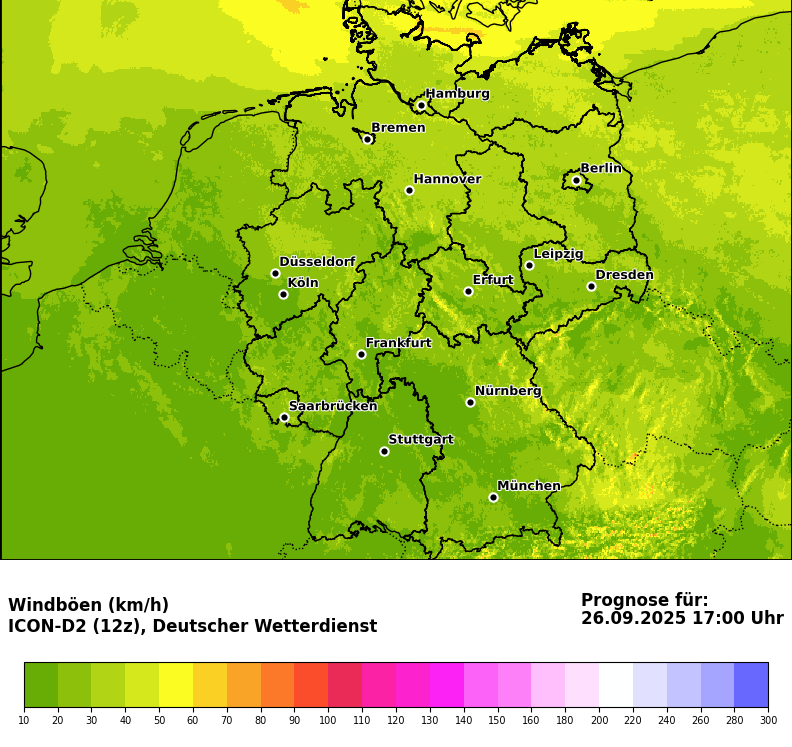 Hamburg
Bremen
Berlin
Hannover
Leipzig
Düsseldorf
Dresden
Köln
Erfurt
Frankfurt
Nürnberg
Saarbrücken
Stuttgart
München
Windböen (km/h)
ICON-D2 (12z), Deutscher Wetterdienst
Prognose für:
26.09.2025 17:00 Uhr
10 20 30 40 50 60 70 80 90 100 110 120 130 140 150 160 180 200 220 240 260 280 300